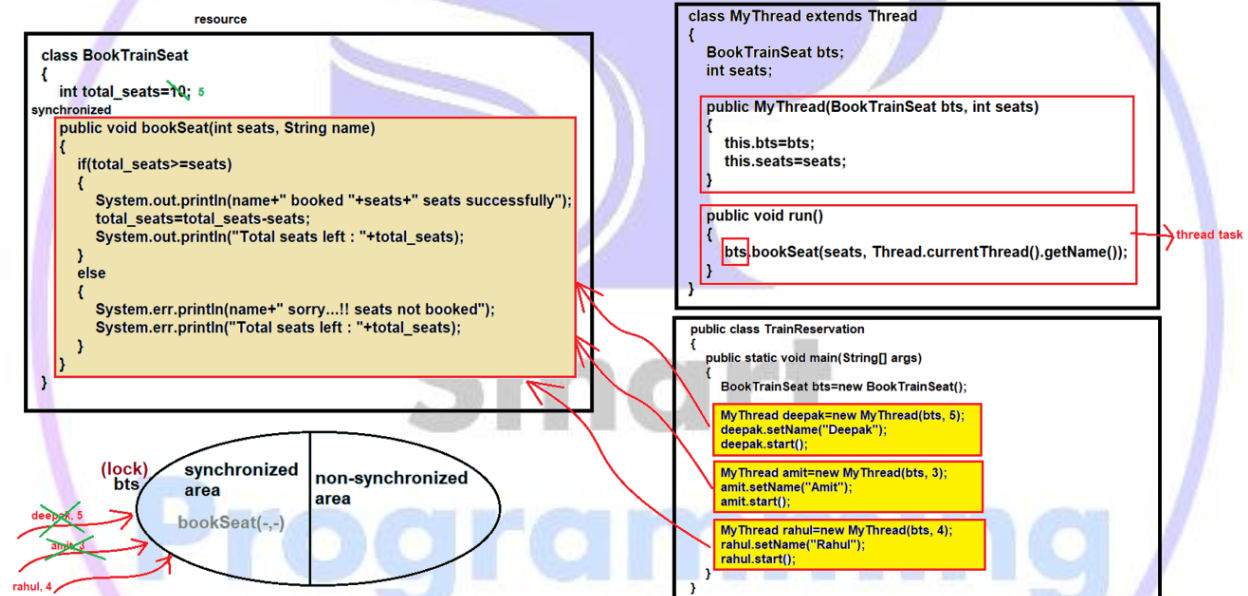 resource
class BookTrainSeat
{
int total_seats=10; 5
synchronized
public void bookSeat(int seats, String name)
{
if(total_seats>=seats)
{
System.out.println(name+" booked "+seats+" seats successfully");
total_seats=total_seats-seats;
System.out.println("Total seats left : "+total_seats);
}
else
{
System.err.println(name+" sorry...!! seats not booked");
System.err.println("Total seats left : "+total_seats);
}
}
}
class MyThread extends Thread
{
BookTrainSeat bts;
int seats;
public MyThread(BookTrainSeat bts, int seats)
{
this.bts=bts;
this.seats=seats;
}
public void run()
{
bts.bookSeat(seats, Thread.currentThread().getName());
}
}
thread task
public class TrainReservation
{
public static void main(String[] args)
{
BookTrainSeat bts=new BookTrainSeat();
MyThread deepak=new MyThread(bts, 5);
deepak.setName("Deepak");
deepak.start();
MyThread amit=new MyThread(bts, 3);
amit.setName("Amit");
amit.start();
MyThread rahul=new MyThread(bts, 4);
rahul.setName("Rahul");
rahul.start();
}
}
(lock)
bts
synchronized
area
bookSeat(-,-)
non-synchronized
area
deepak, 5
amit, 3
rahul, 4
Smart
Programming